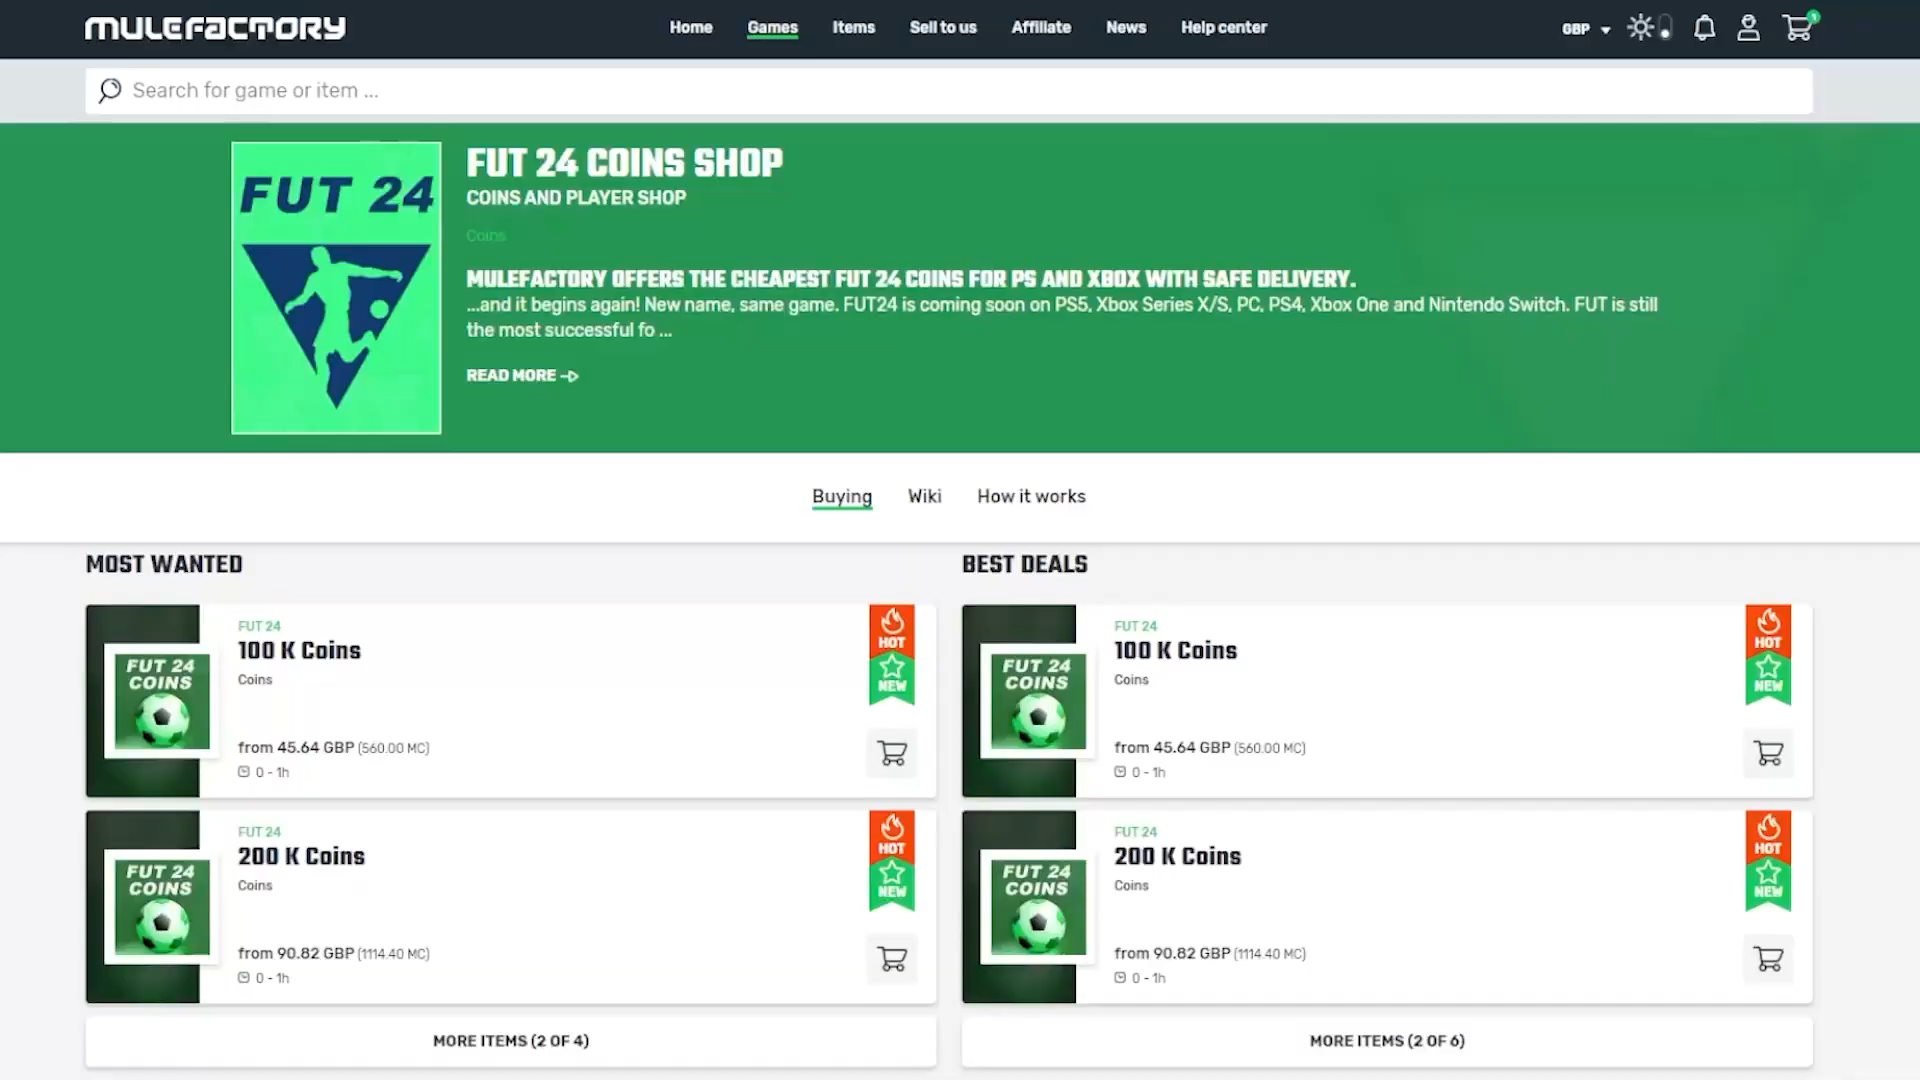 MULEFACTORY
Home Games Items Sell to us Affiliate News Help center
GBP
1
Search for game or item ...
FUT 24
FUT 24 COINS SHOP
COINS AND PLAYER SHOP
Coins
MULEFACTORY OFFERS THE CHEAPEST FUT 24 COINS FOR PS AND XBOX WITH SAFE DELIVERY.
...and it begins again! New name, same game. FUT24 is coming soon on PS5, Xbox Series X/S, PC, PS4, Xbox One and Nintendo Switch. FUT is still
the most successful fo ...
READ MORE
Buying Wiki How it works
MOST WANTED
FUT 24
COINS
FUT 24
100 K Coins
Coins
from 45.64 GBP (560.00 MC)
0 - 1h
HOT
NEW
FUT 24
COINS
FUT 24
200 K Coins
Coins
from 90.82 GBP (1114.40 MC)
0 - 1h
HOT
NEW
MORE ITEMS (2 OF 4)
BEST DEALS
FUT 24
COINS
FUT 24
100 K Coins
Coins
from 45.64 GBP (560.00 MC)
0 - 1h
HOT
NEW
FUT 24
COINS
FUT 24
200 K Coins
Coins
from 90.82 GBP (1114.40 MC)
0 - 1h
HOT
NEW
MORE ITEMS (2 OF 6)